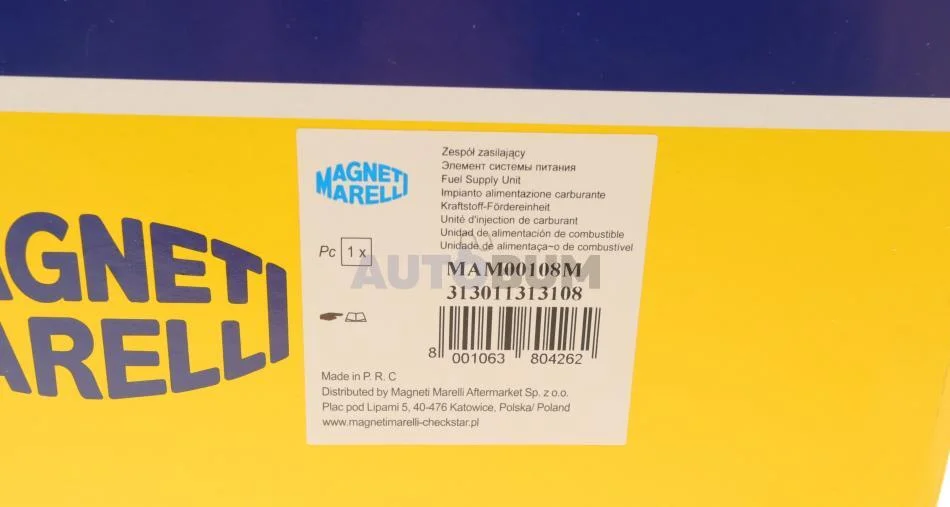 MAGNETI
MARELLI
Zespół zasilający
Элемент системы питания
Fuel Supply Unit
Impianto alimentazione carburante
Kraftstoff-Fördereinheit
Unité d'injection de carburant
Unidad de alimentación de combustible
Unidade de alimentaça~o de combustível
Pc 1 x
AUTOBUM
MAM00108M
313011313108
8 001063 804262
Made in P. R. C
Distributed by Magneti Marelli Aftermarket Sp. z o.o.
Plac pod Lipami 5, 40-476 Katowice, Polska/ Poland
www.magnetimarelli-checkstar.pl
AGNETI
ARELLI